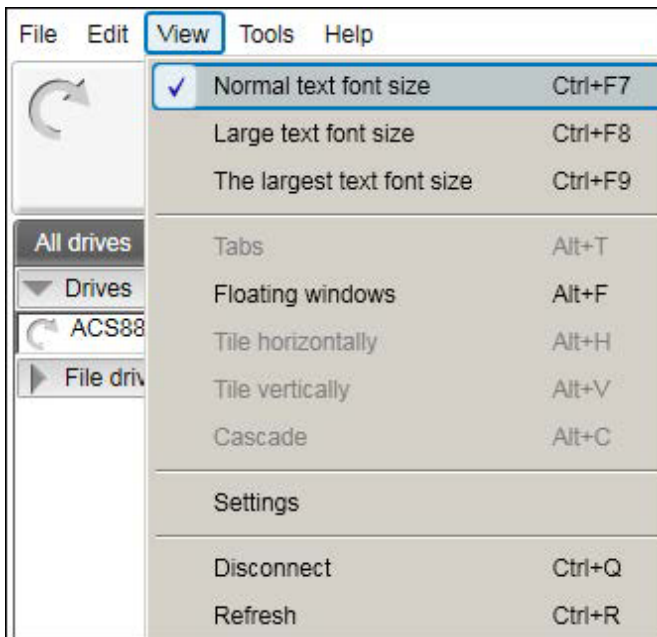 File Edit View Tools Help
Normal text font size Ctrl+F7
Large text font size Ctrl+F8
The largest text font size Ctrl+F9
All drives
Tabs Alt+T
Drives
Floating windows Alt+F
ACS88
Tile horizontally Alt+H
File driv
Tile vertically Alt+V
Cascade Alt+C
Settings
Disconnect Ctrl+Q
Refresh Ctrl+R